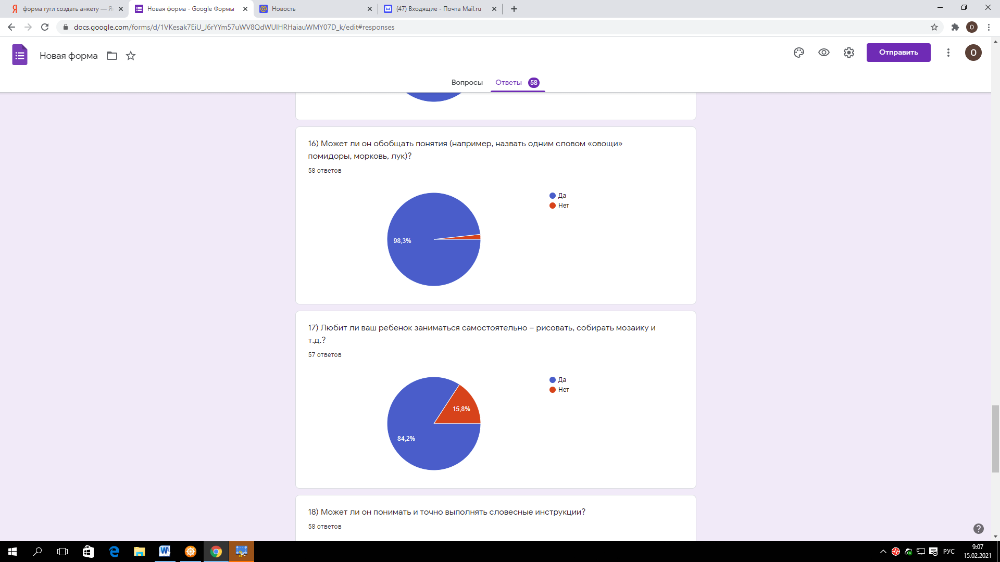 форма гугл создать анкету — Я
Новая форма - Google Формы
Новость
(47) Входящие - Почта Mail.ru
docs.google.com/forms/d/1VKesak7EiU_J6rYYm57uWV8QdWUIHRHaiauWMY07D_k/edit#responses
О
Новая форма
Отправить
О
Вопросы
Ответы 58
16) Может ли он обобщать понятия (например, назвать одним словом «овощи»
помидоры, морковь, лук)?
58 ответов
Да
Нет
98,3%
17) Любит ли ваш ребенок заниматься самостоятельно – рисовать, собирать мозаику и
т.д.?
57 ответов
Да
Нет
15,8%
84,2%
18) Может ли он понимать и точно выполнять словесные инструкции?
58 ответов
РУС
9:07
15.02.2021